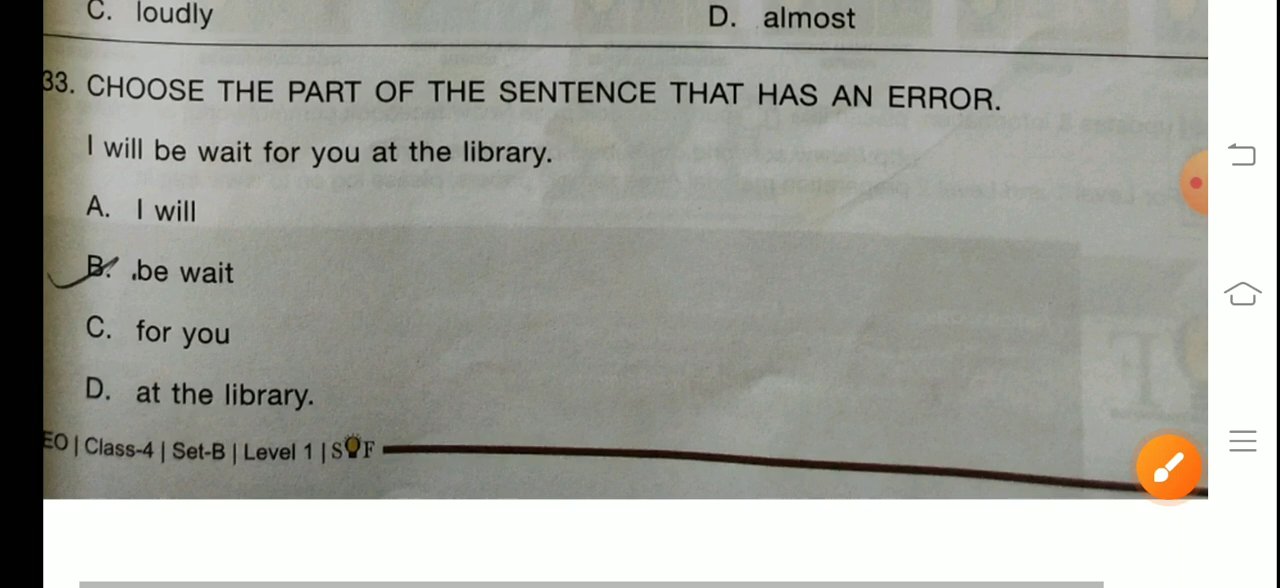 C. loudly D. almost
33. CHOOSE THE PART OF THE SENTENCE THAT HAS AN ERROR.
I will be wait for you at the library.
A. I will
B. be wait
C. for you
D. at the library.
EO | Class-4 | Set-B | Level 1 | SOF